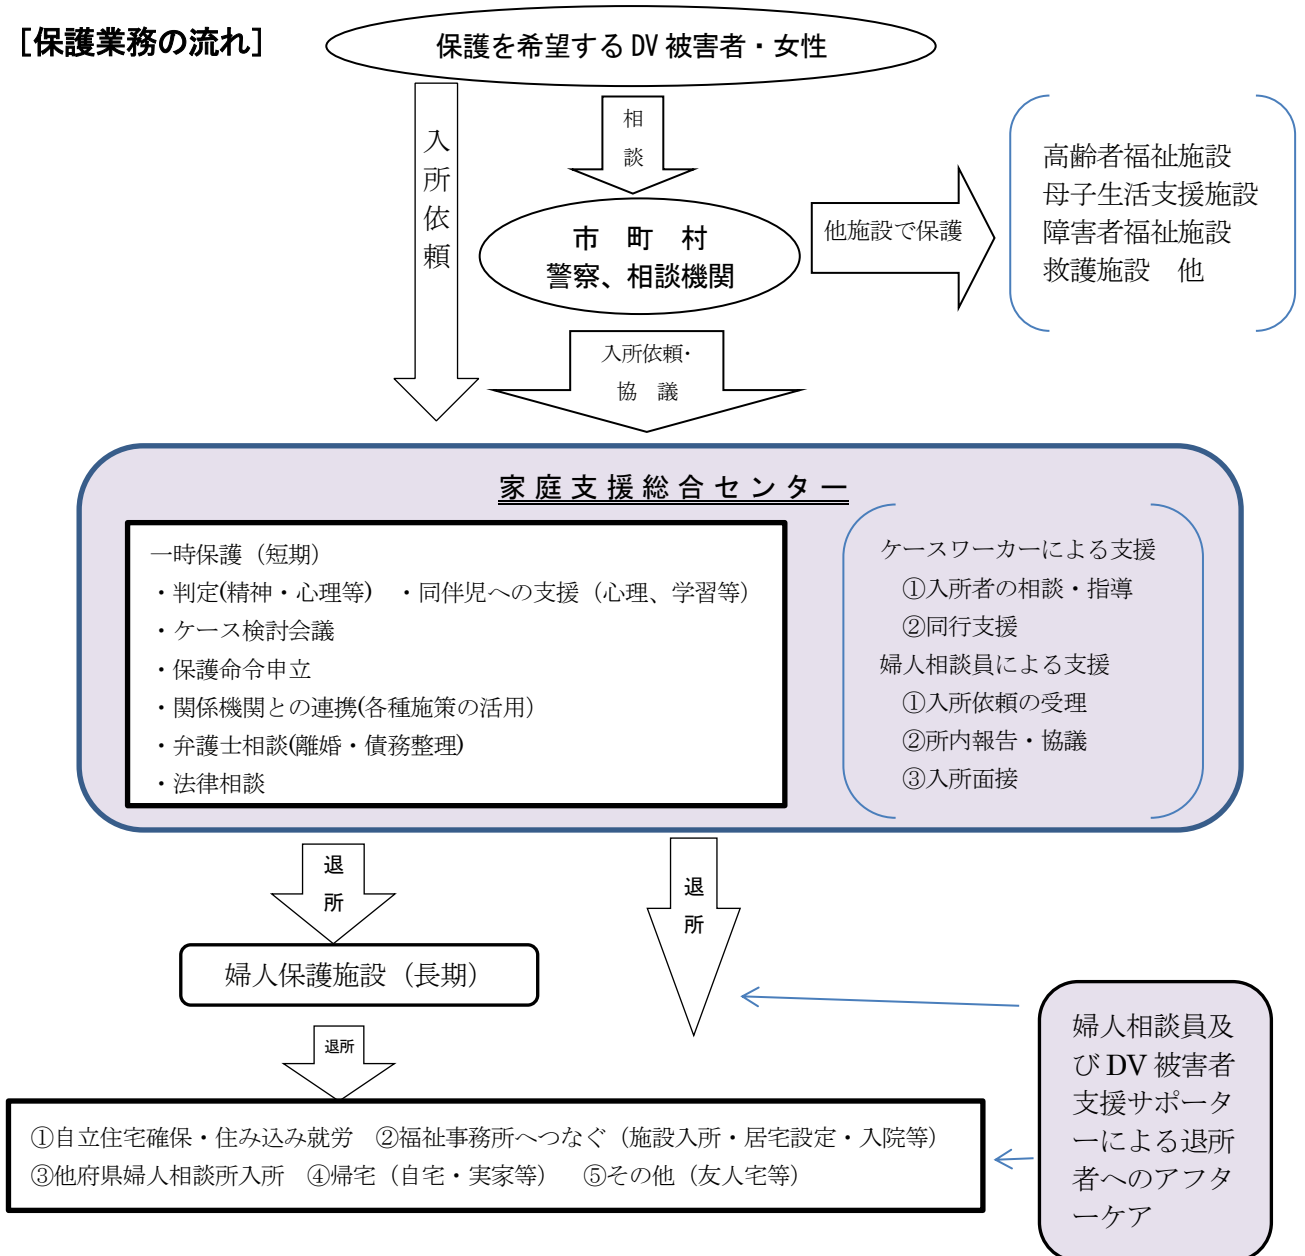 [保護業務の流れ]
保護を希望するDV被害者・女性
入所依頼
相
談
市　町　村
警察、相談機関
他施設で保護
高齢者福祉施設
母子生活支援施設
障害者福祉施設
救護施設　他
入所依頼・
協　議
家庭支援総合センター
一時保護（短期）
・判定(精神・心理等)　・同伴児への支援（心理、学習等）
・ケース検討会議
・保護命令申立
・関係機関との連携(各種施策の活用）
・弁護士相談(離婚・債務整理)
・法律相談
ケースワーカーによる支援
①入所者の相談・指導
②同行支援
婦人相談員による支援
①入所依頼の受理
②所内報告・協議
③入所面接
退
所
退
所
婦人保護施設（長期）
退所
婦人相談員及
びDV被害者
支援サポータ
ーによる退所
者へのアフタ
ーケア
①自立住宅確保・住み込み就労　②福祉事務所へつなぐ（施設入所・居宅設定・入院等）
③他府県婦人相談所入所　④帰宅（自宅・実家等）　⑤その他（友人宅等）